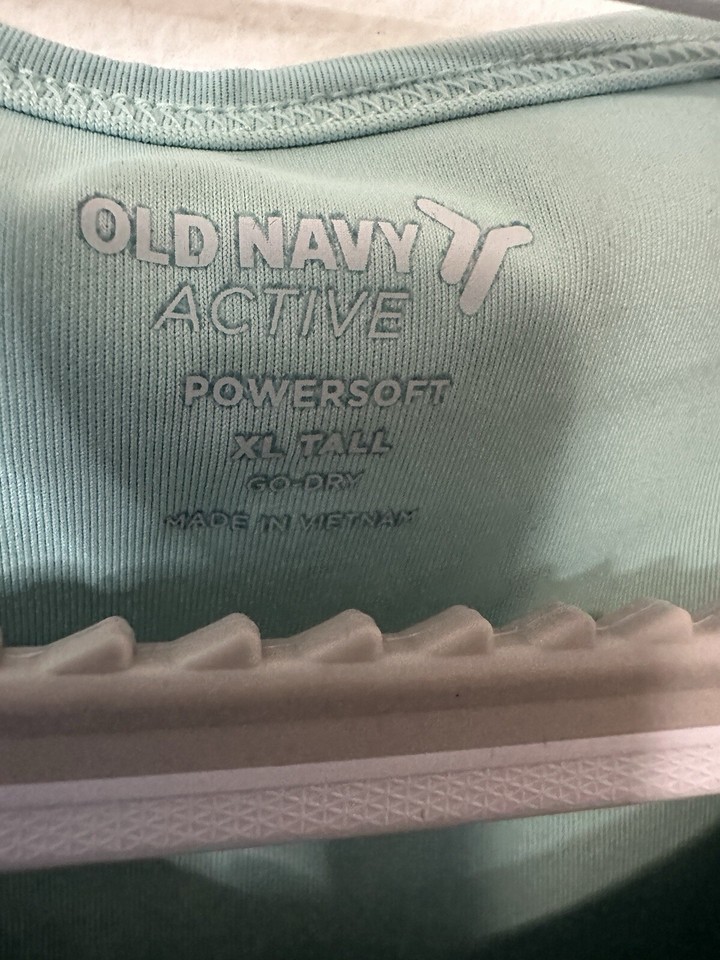 OLD NAVY
ACTIVE
POWERSOFT
XL TALL
GO-DRY
MADE IN VIETNAM